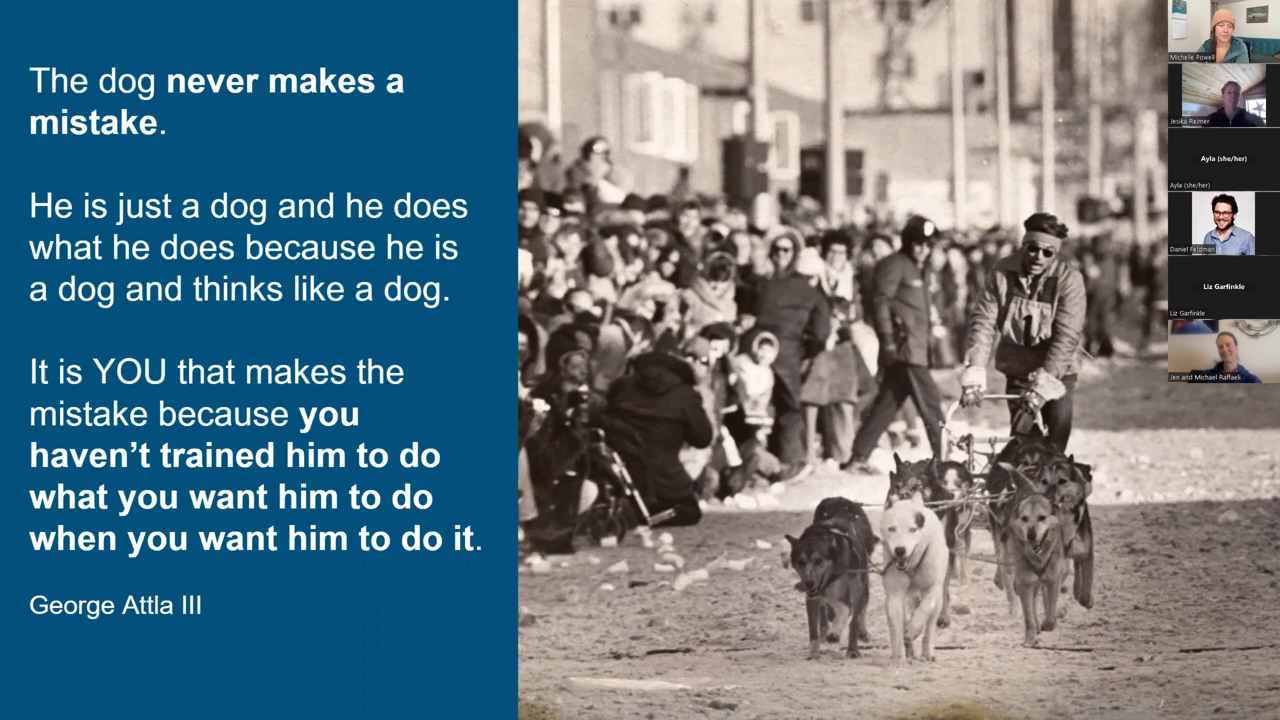 The dog never makes a
mistake.
He is just a dog and he does
what he does because he is
a dog and thinks like a dog.
It is YOU that makes the
mistake because you
haven’t trained him to do
what you want him to do
when you want him to do it.
George Attla III
1
Michelle Powell
Jesika Reimer
Ayla (she/her)
Ayla (she/her)
Daniel Feldman
Liz Garfinkle
Liz Garfinkle
Jen and Michael Raffaeli